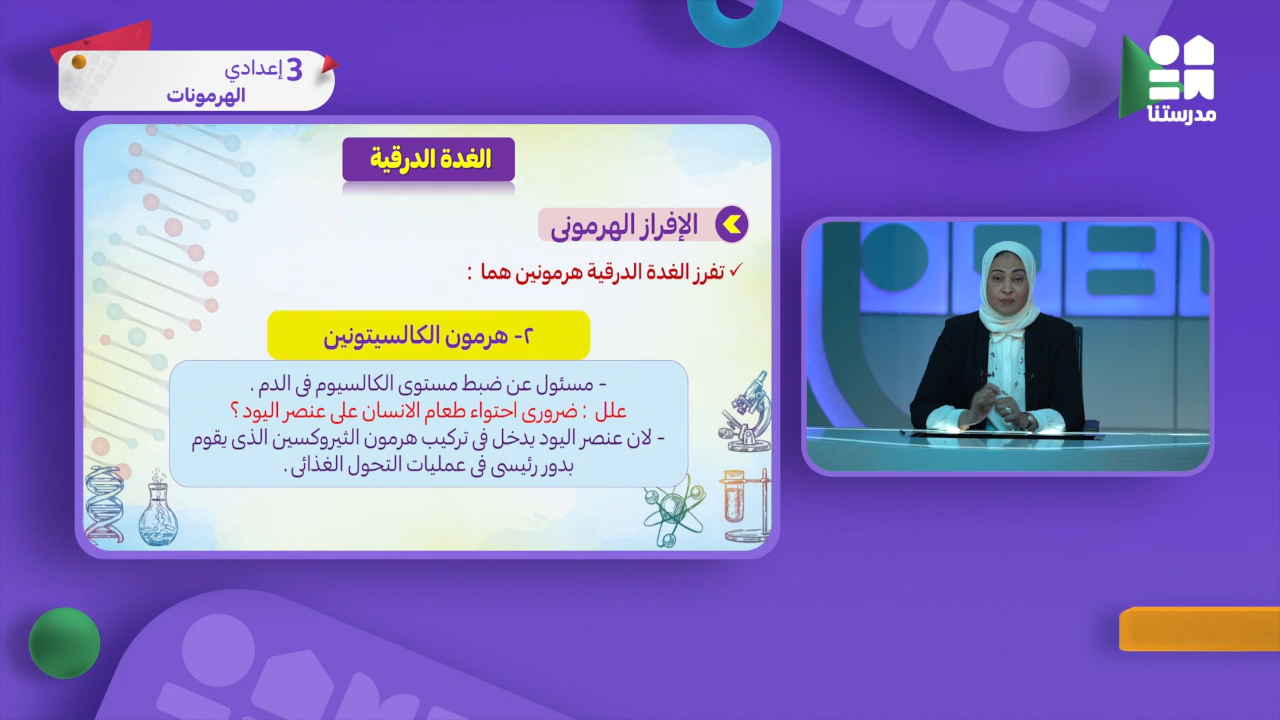 3 إعدادي
الهرمونات
مدرستنا
الغدة الدرقية
الإفراز الهرمونى
✓ تفرز الغدة الدرقية هرمونين هما :
٢- هرمون الكالسيتونين
- مسئول عن ضبط مستوى الكالسيوم فى الدم .
علل : ضرورى احتواء طعام الانسان على عنصر اليود ؟
- لان عنصر اليود يدخل فى تركيب هرمون الثيروكسين الذى يقوم
بدور رئيسى فى عمليات التحول الغذائى .